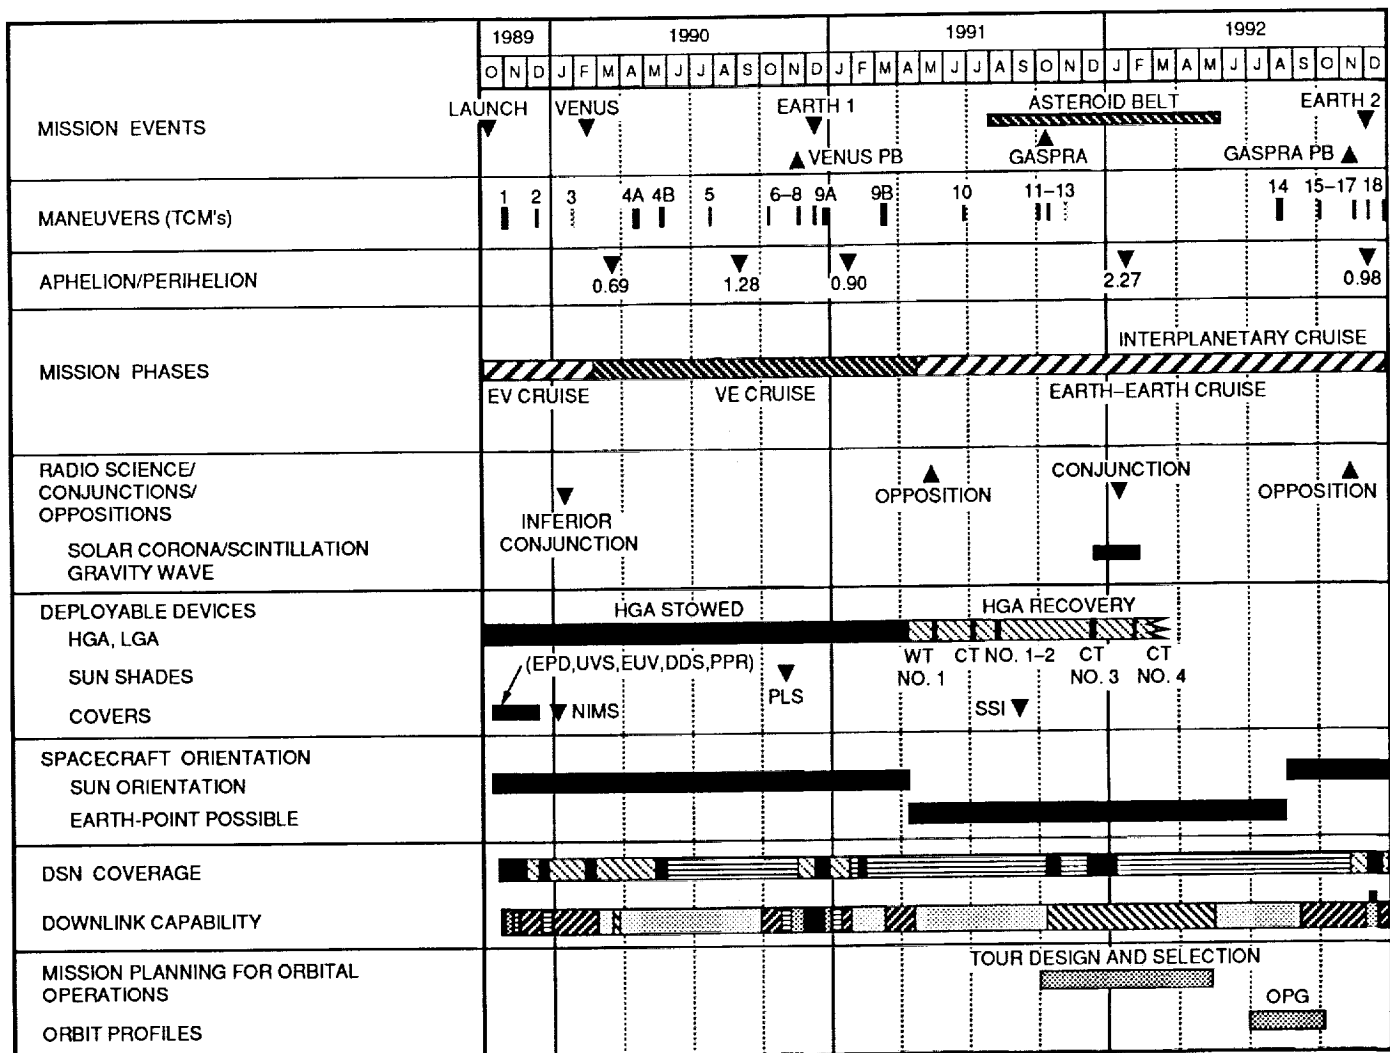 1989 1990 1991 1992
O N D J F M A M J J A S O N D J F M A M J J A S O N D J F M A M J J A S O N D
MISSION EVENTS
LAUNCH VENUS EARTH 1 ASTEROID BELT EARTH 2
VENUS PB GASPRA GASPRA PB
MANEUVERS (TCM's)
1 2 3 4A 4B 5 6–8 9A 9B 10 11–13 14 15–17 18
APHELION/PERIHELION
0.69 1.28 0.90 2.27 0.98
MISSION PHASES
INTERPLANETARY CRUISE
EV CRUISE VE CRUISE EARTH–EARTH CRUISE
RADIO SCIENCE/
CONJUNCTIONS/
OPPOSITIONS
CONJUNCTION
OPPOSITION OPPOSITION
INFERIOR
CONJUNCTION
SOLAR CORONA/SCINTILLATION
GRAVITY WAVE
DEPLOYABLE DEVICES
HGA STOWED HGA RECOVERY
HGA, LGA
WT CT NO. 1–2 CT CT
NO. 1 NO. 3 NO. 4
(EPD,UVS,EUV,DDS,PPR)
SUN SHADES
PLS
COVERS
NIMS SSI
SPACECRAFT ORIENTATION
SUN ORIENTATION
EARTH-POINT POSSIBLE
DSN COVERAGE
DOWNLINK CAPABILITY
MISSION PLANNING FOR ORBITAL
OPERATIONS
TOUR DESIGN AND SELECTION
OPG
ORBIT PROFILES